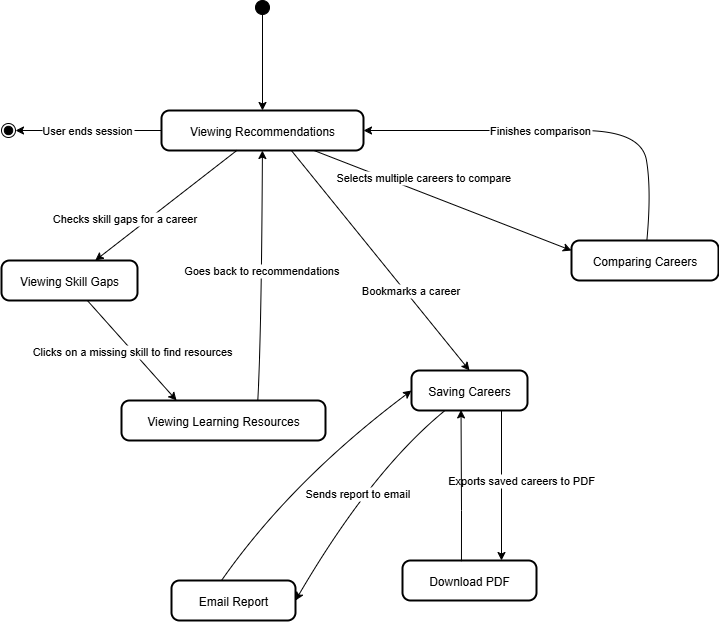 User ends session
Viewing Recommendations
Finishes comparison
Selects multiple careers to compare
Checks skill gaps for a career
Comparing Careers
Goes back to recommendations
Viewing Skill Gaps
Bookmarks a career
Clicks on a missing skill to find resources
Saving Careers
Viewing Learning Resources
Exports saved careers to PDF
Sends report to email
Download PDF
Email Report